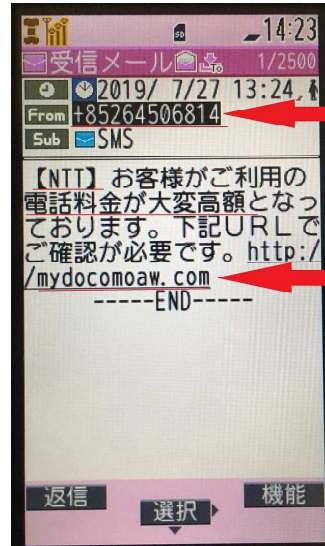 14:23
受信メール 1/2500
2019/ 7/27 13:24
From +85264506814
Sub SMS
【NTT】お客様がご利用の
電話料金が大変高額となっ
ております。下記ＵＲＬで
ご確認が必要です。http:/
/mydocomoaw.com
-----END-----
返信 選択 機能